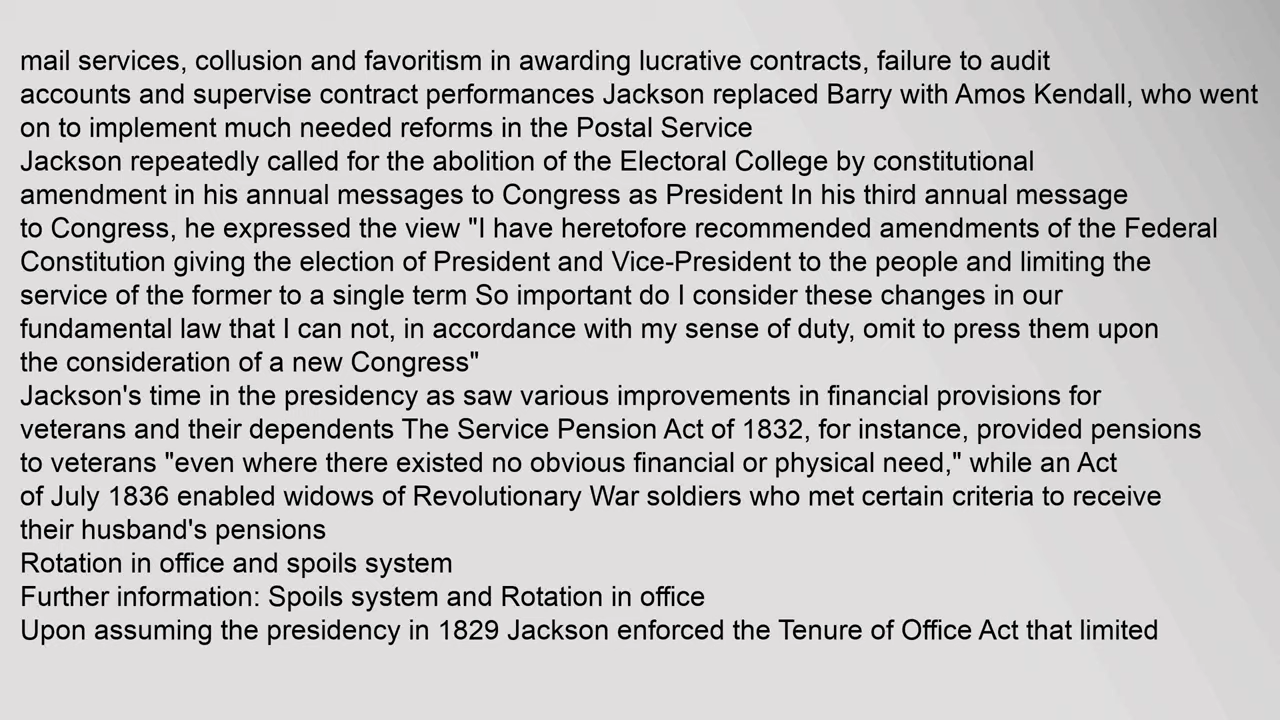 mail services, collusion and favoritism in awarding lucrative contracts, failure to audit
accounts and supervise contract performances Jackson replaced Barry with Amos Kendall, who went
on to implement much needed reforms in the Postal Service
Jackson repeatedly called for the abolition of the Electoral College by constitutional
amendment in his annual messages to Congress as President In his third annual message
to Congress, he expressed the view "I have heretofore recommended amendments of the Federal
Constitution giving the election of President and Vice-President to the people and limiting the
service of the former to a single term So important do I consider these changes in our
fundamental law that I can not, in accordance with my sense of duty, omit to press them upon
the consideration of a new Congress"
Jackson's time in the presidency as saw various improvements in financial provisions for
veterans and their dependents The Service Pension Act of 1832, for instance, provided pensions
to veterans "even where there existed no obvious financial or physical need," while an Act
of July 1836 enabled widows of Revolutionary War soldiers who met certain criteria to receive
their husband's pensions
Rotation in office and spoils system
Further information: Spoils system and Rotation in office
Upon assuming the presidency in 1829 Jackson enforced the Tenure of Office Act that limited